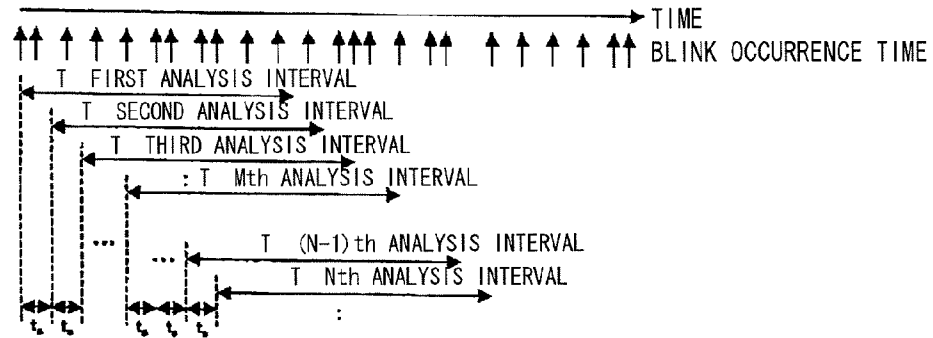 TIME
BLINK OCCURRENCE TIME
T FIRST ANALYSIS INTERVAL
T SECOND ANALYSIS INTERVAL
T THIRD ANALYSIS INTERVAL
: T Mth ANALYSIS INTERVAL
...
... T (N-1)th ANALYSIS INTERVAL
T Nth ANALYSIS INTERVAL
: